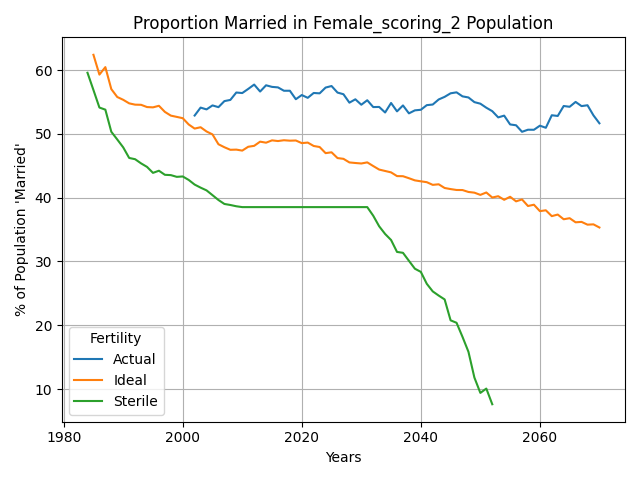 Proportion Married in Female_scoring_2 Population
% of Population 'Married'
60
50
40
30
20
10
Fertility
Actual
Ideal
Sterile
1980
2000
2020
2040
2060
Years